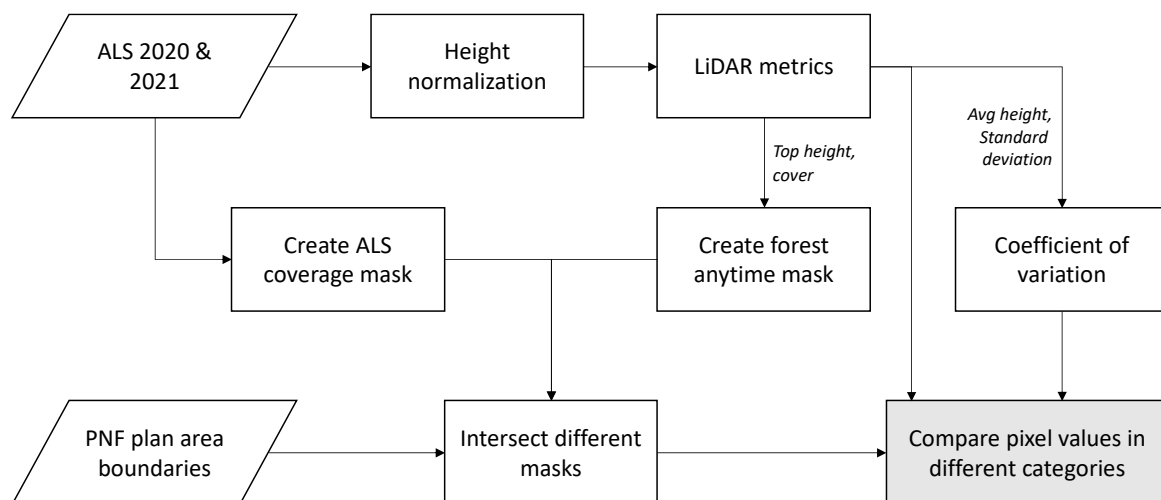 ALS 2020 &
2021
Height
normalization
LiDAR metrics
Avg height,
Standard
deviation
Top height,
cover
Create ALS
coverage mask
Create forest
anytime mask
Coefficient of
variation
PNF plan area
boundaries
Intersect different
masks
Compare pixel values in
different categories